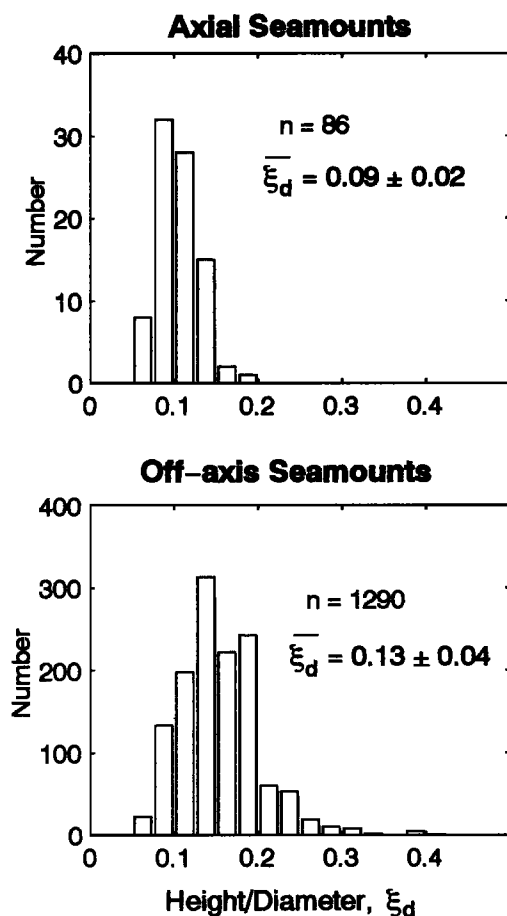 Axial Seamounts
40
30
20
10
0
Number
n = 86
ξd = 0.09 ± 0.02
0 0.1 0.2 0.3 0.4
Off–axis Seamounts
400
300
200
100
0
Number
n = 1290
ξd = 0.13 ± 0.04
0 0.1 0.2 0.3 0.4
Height/Diameter, ξd